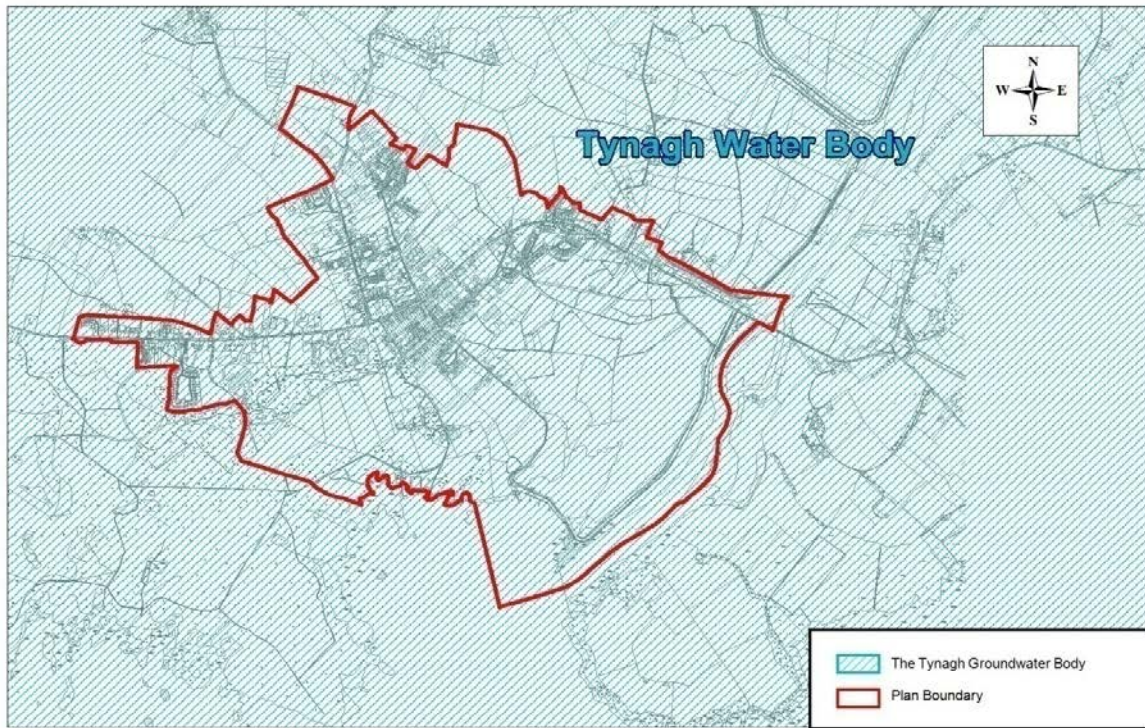 N
W E
S
Tynagh Water Body
The Tynagh Groundwater Body
Plan Boundary